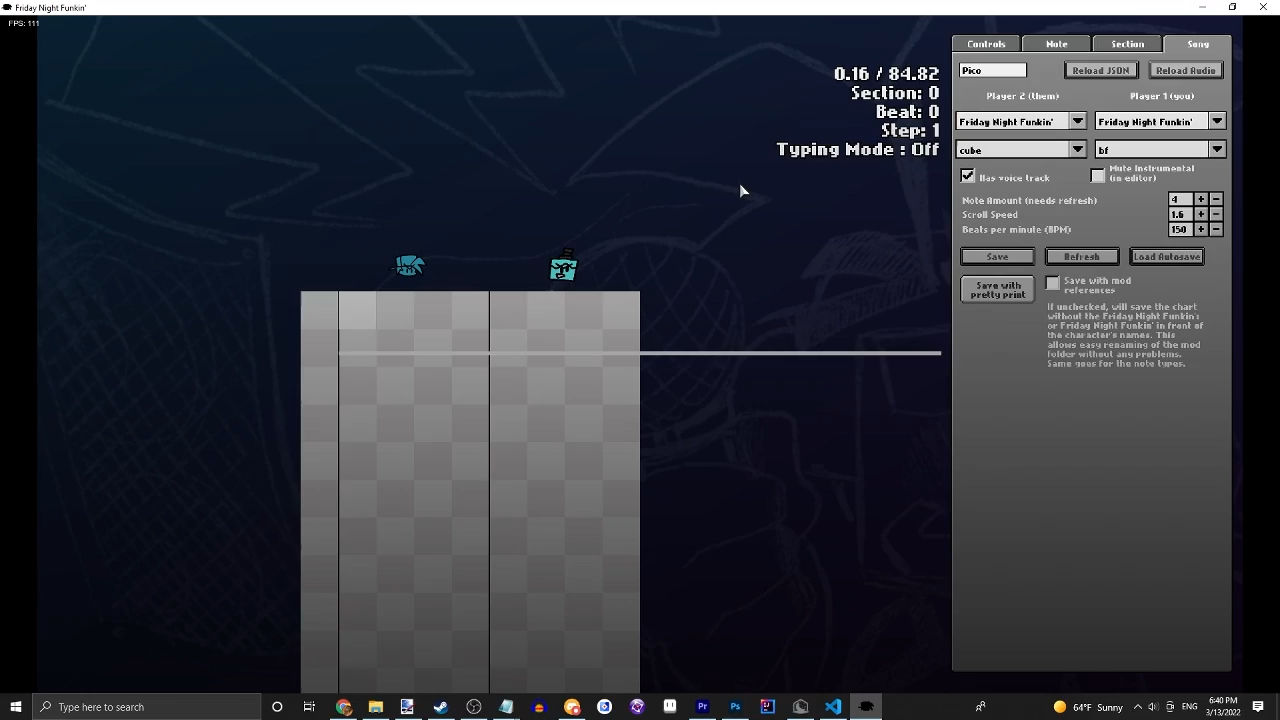 Friday Night Funkin'
FPS: 111
Controls
Note
Section
Song
Pico
Reload JSON
Reload Audio
Player 2 (them)
Player 1 (you)
Friday Night Funkin'
Friday Night Funkin'
cube
bf
Has voice track
Mute Instrumental
(in editor)
Note Amount (needs refresh)
4
+
-
Scroll Speed
1.6
+
-
Beats per minute (BPM)
150
+
-
Save
Refresh
Load Autosave
Save with
pretty print
Save with mod
references
If unchecked, will save the chart
without the Friday Night Funkin':
or Friday Night Funkin' in front of
the character's names. This
allows easy renaming of the mod
folder without any problems.
Same goes for the note types.
0.16 / 84.82
Section: 0
Beat: 0
Step: 1
Typing Mode : Off
Type here to search
64°F Sunny
ENG
6:40 PM
3/13/2022